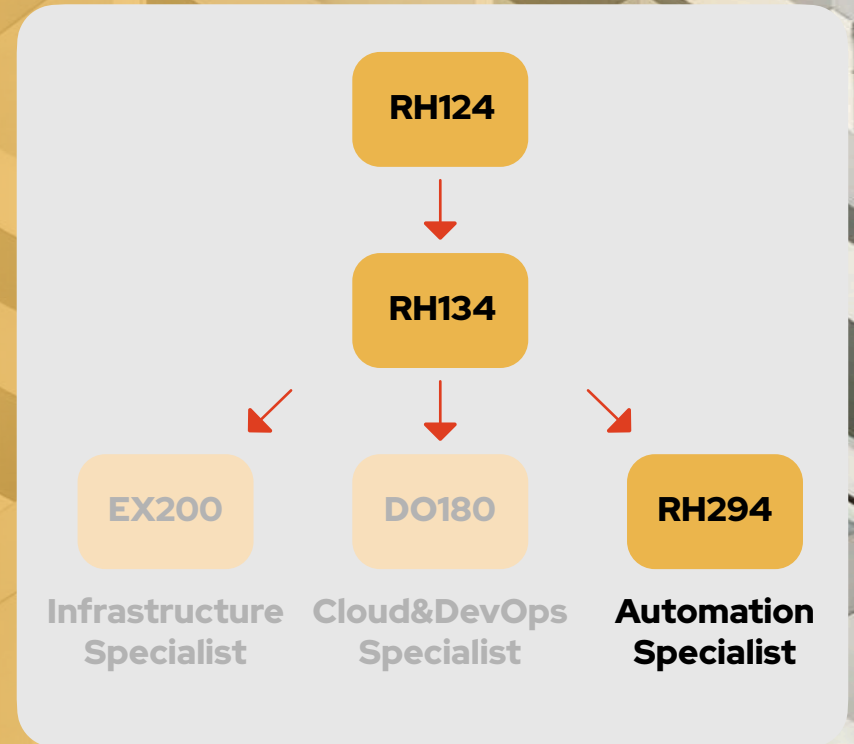 RH124
RH134
EX200
DO180
RH294
Infrastructure
Specialist
Cloud&DevOps
Specialist
Automation
Specialist